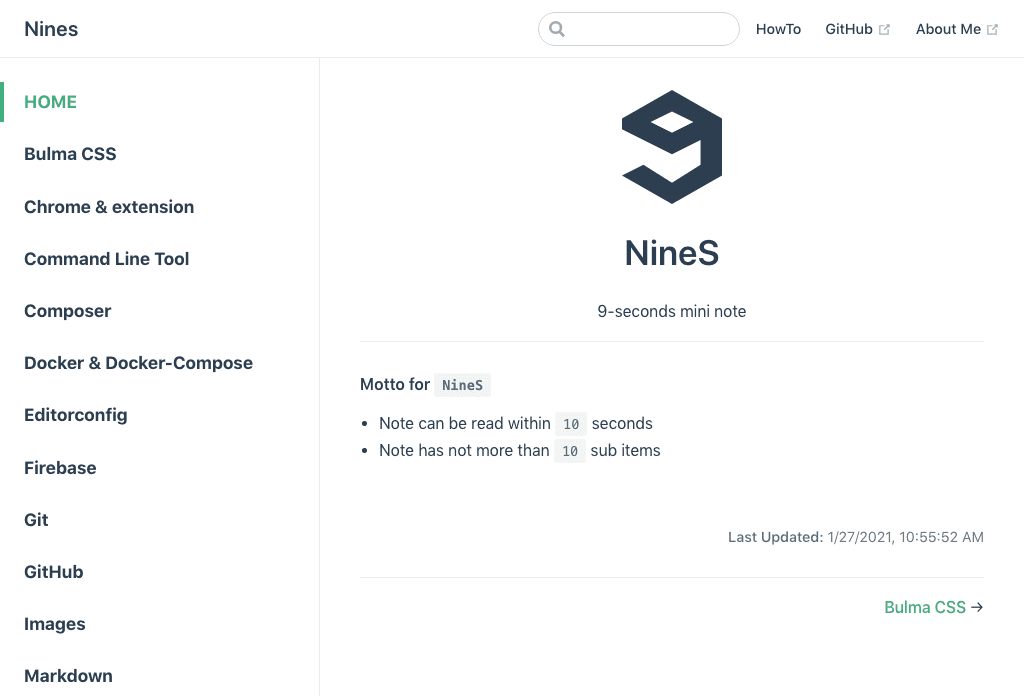 Nines
HowTo
GitHub
About Me
HOME
Bulma CSS
Chrome & extension
Command Line Tool
Composer
Docker & Docker-Compose
Editorconfig
Firebase
Git
GitHub
Images
Markdown
NineS
9-seconds mini note
Motto for NineS
• Note can be read within 10 seconds
• Note has not more than 10 sub items
Last Updated: 1/27/2021, 10:55:52 AM
Bulma CSS →